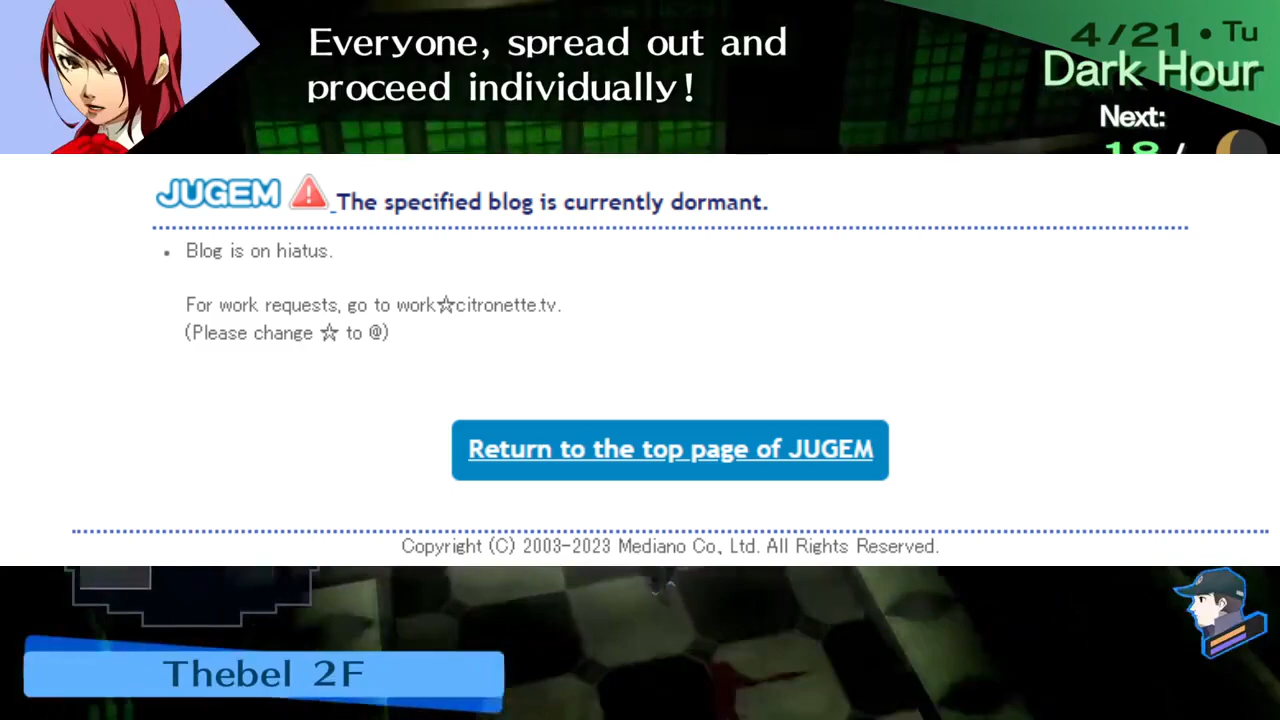 Everyone, spread out and
proceed individually!
4/21 • Tu
Dark Hour
Next:
18/
JUGEM The specified blog is currently dormant.
• Blog is on hiatus.
For work requests, go to work☆citronette.tv.
(Please change ☆ to @)
Return to the top page of JUGEM
Copyright (C) 2003-2023 Mediano Co., Ltd. All Rights Reserved.
Thebel 2F